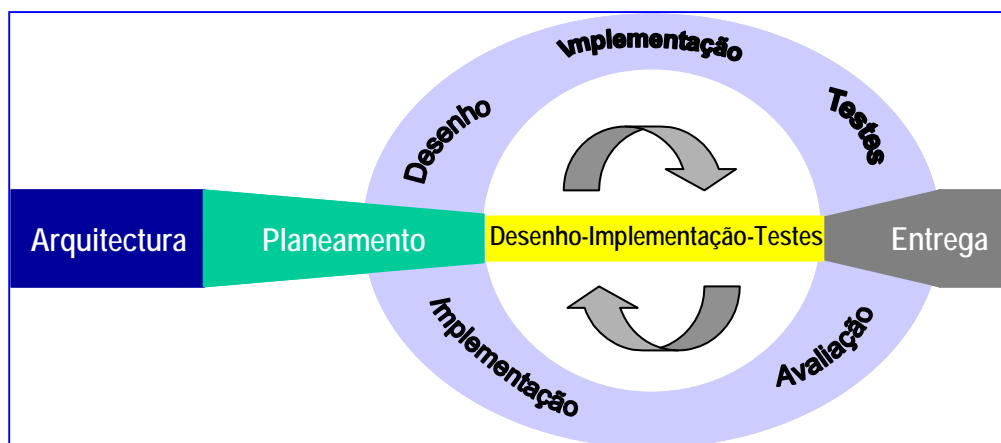 Implementação
Desenho
Testes
Arquitectura
Planeamento
Desenho-Implementação-Testes
Entrega
Implementação
Avaliação